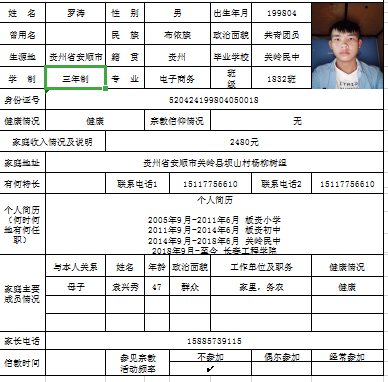 姓 名 罗涛 性 别 男 出生年月 199804
曾用名 民 族 布依族 政治面貌 共青团员
生源地 贵州省安顺市 籍 贯 贵州 毕业学校 关岭民中
学 制 三年制 专 业 电子商务 班级 1832班
身份证号 520424199804050018
健康情况 健康 宗教信仰情况 无
家庭收入情况及说明 2480元
家庭地址 贵州省安顺市关岭县坝山村杨柳树组
有何特长 联系电话1 15117756610 联系电话2 15117756610
个人简历
（何时何地有何任职）
个人简历
2005年9月-2011年6月 板贵小学
2011年9月-2014年6月 板贵初中
2014年9月-2018年6月 关岭民中
2018年9月-至今 长春工程学院
家庭主要成员情况 与本人关系 姓名 年龄 政治面貌 工作单位及职务 健康情况
母子 袁兴秀 47 群众 家里。务农 健康
家长电话 15885739115
信教时间 参见宗教活动频率 不参加 偶尔参加 经常参加
✓